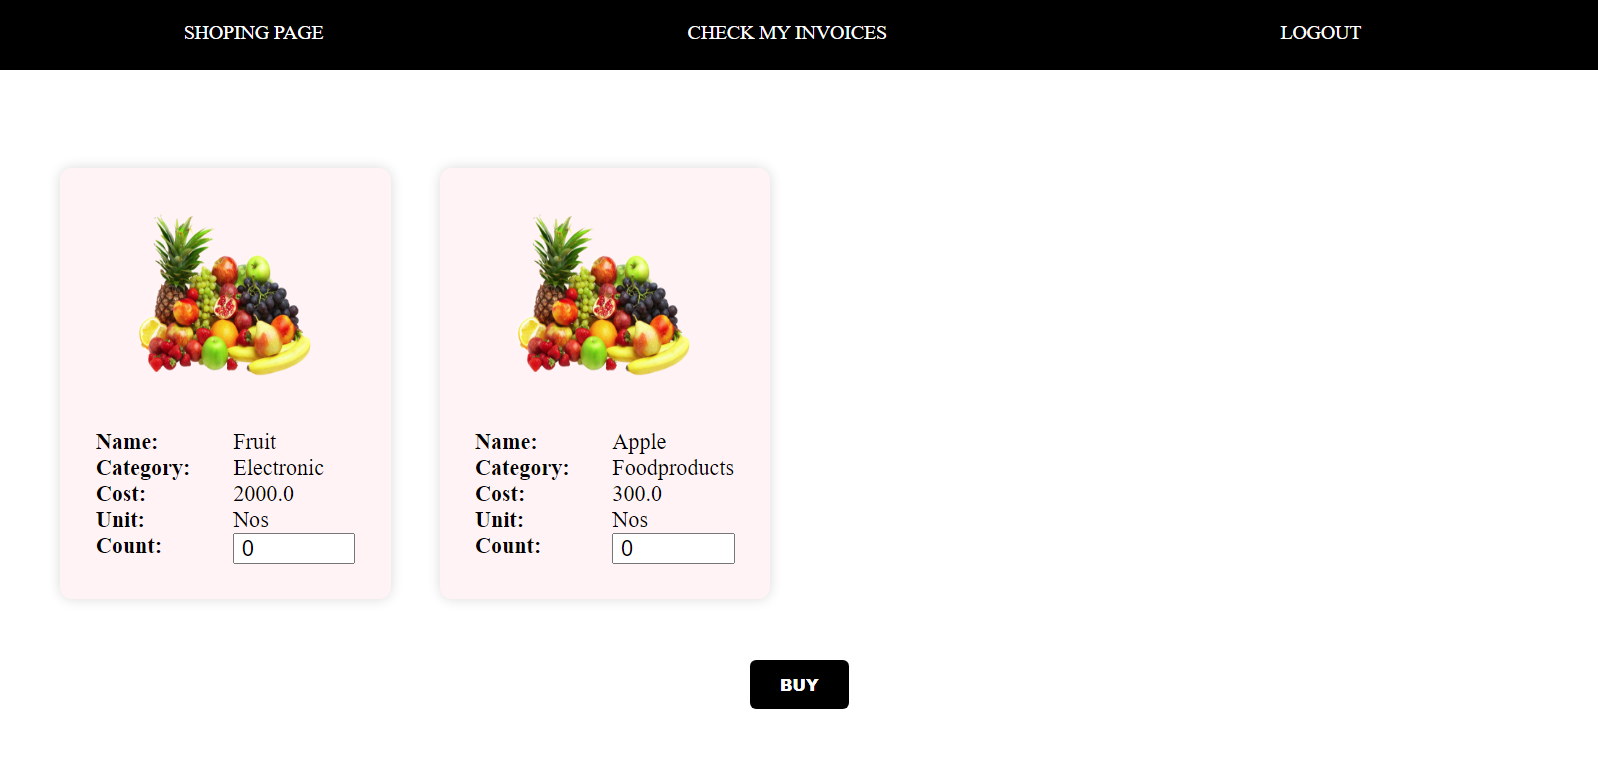 SHOPING PAGE CHECK MY INVOICES LOGOUT
Name: Fruit
Category: Electronic
Cost: 2000.0
Unit: Nos
Count: 0
Name: Apple
Category: Foodproducts
Cost: 300.0
Unit: Nos
Count: 0
BUY